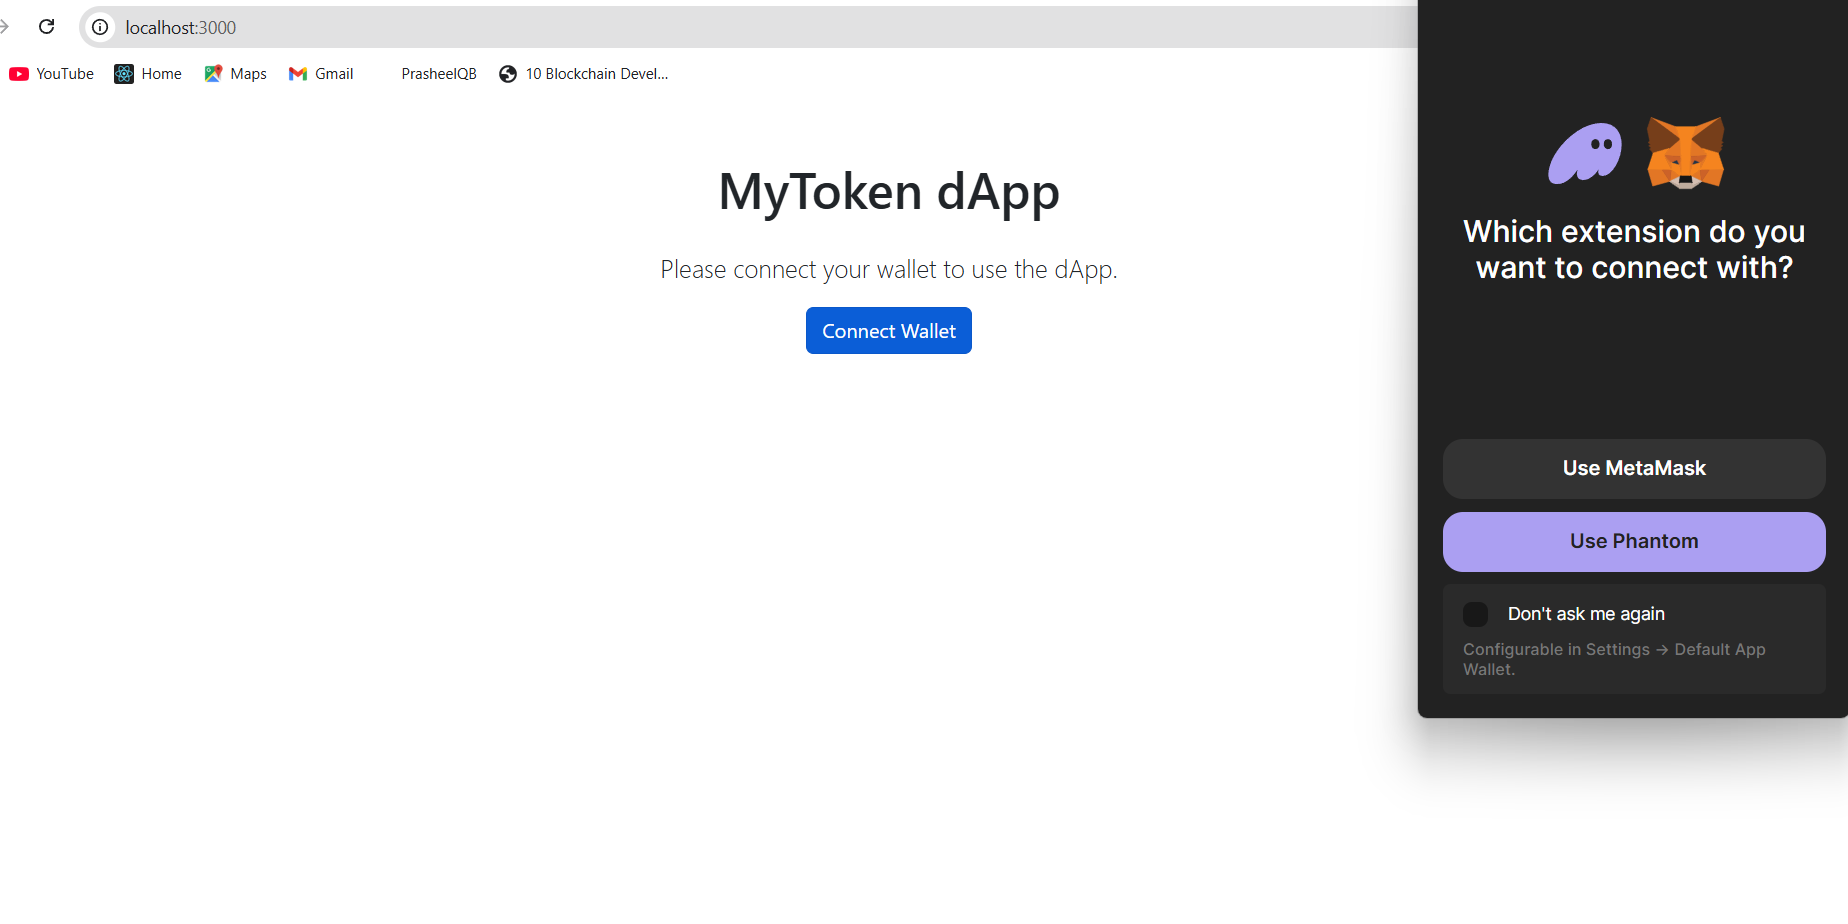 localhost:3000
YouTube Home Maps Gmail PrasheelQB 10 Blockchain Devel...
MyToken dApp
Please connect your wallet to use the dApp.
Connect Wallet
Which extension do you
want to connect with?
Use MetaMask
Use Phantom
Don't ask me again
Configurable in Settings → Default App
Wallet.